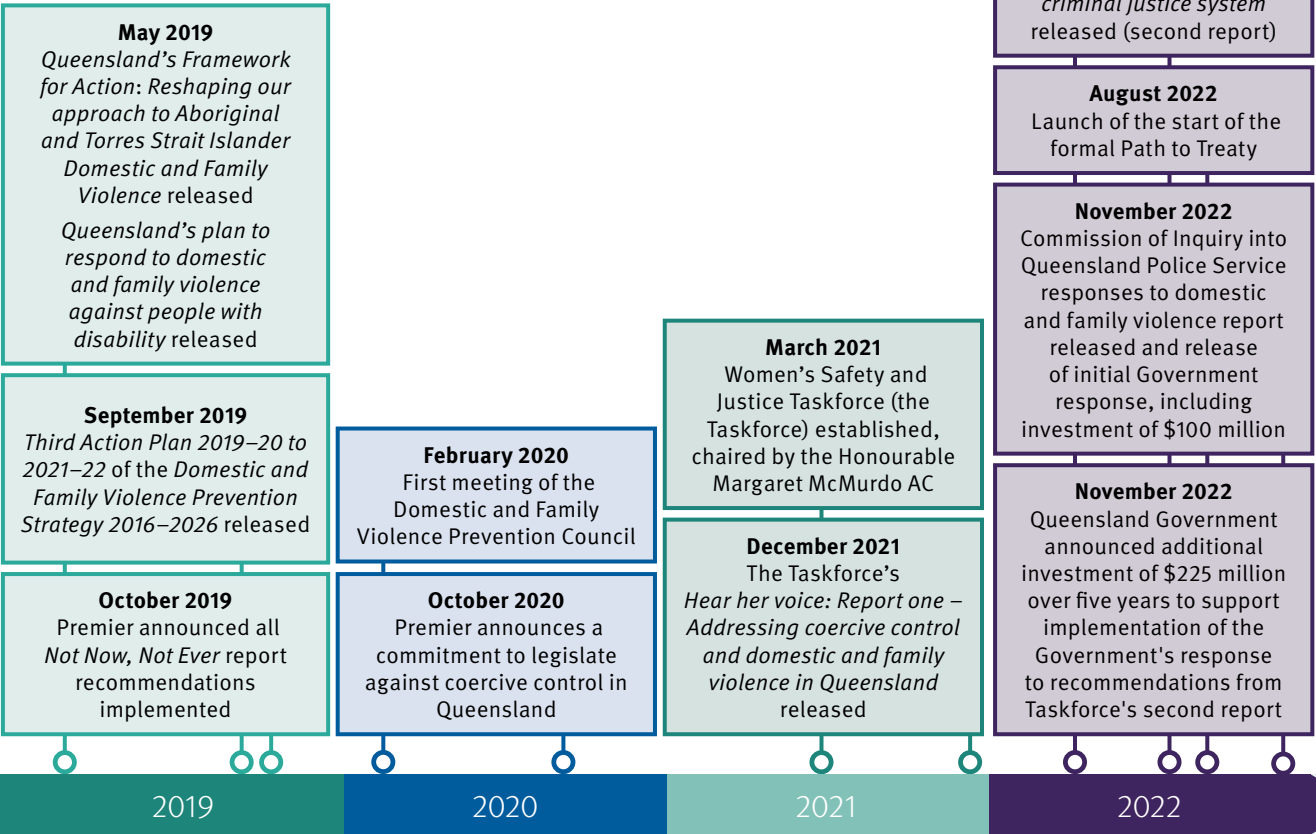 May 2019
Queensland’s Framework
for Action: Reshaping our
approach to Aboriginal
and Torres Strait Islander
Domestic and Family
Violence released
Queensland’s plan to
respond to domestic
and family violence
against people with
disability released
September 2019
Third Action Plan 2019–20 to
2021–22 of the Domestic and
Family Violence Prevention
Strategy 2016–2026 released
October 2019
Premier announced all
Not Now, Not Ever report
recommendations
implemented
February 2020
First meeting of the
Domestic and Family
Violence Prevention Council
October 2020
Premier announces a
commitment to legislate
against coercive control in
Queensland
March 2021
Women’s Safety and
Justice Taskforce (the
Taskforce) established,
chaired by the Honourable
Margaret McMurdo AC
December 2021
The Taskforce’s
Hear her voice: Report one –
Addressing coercive control
and domestic and family
violence in Queensland
released
criminal justice system
released (second report)
August 2022
Launch of the start of the
formal Path to Treaty
November 2022
Commission of Inquiry into
Queensland Police Service
responses to domestic
and family violence report
released and release
of initial Government
response, including
investment of $100 million
November 2022
Queensland Government
announced additional
investment of $225 million
over five years to support
implementation of the
Government's response
to recommendations from
Taskforce's second report
2019
2020
2021
2022